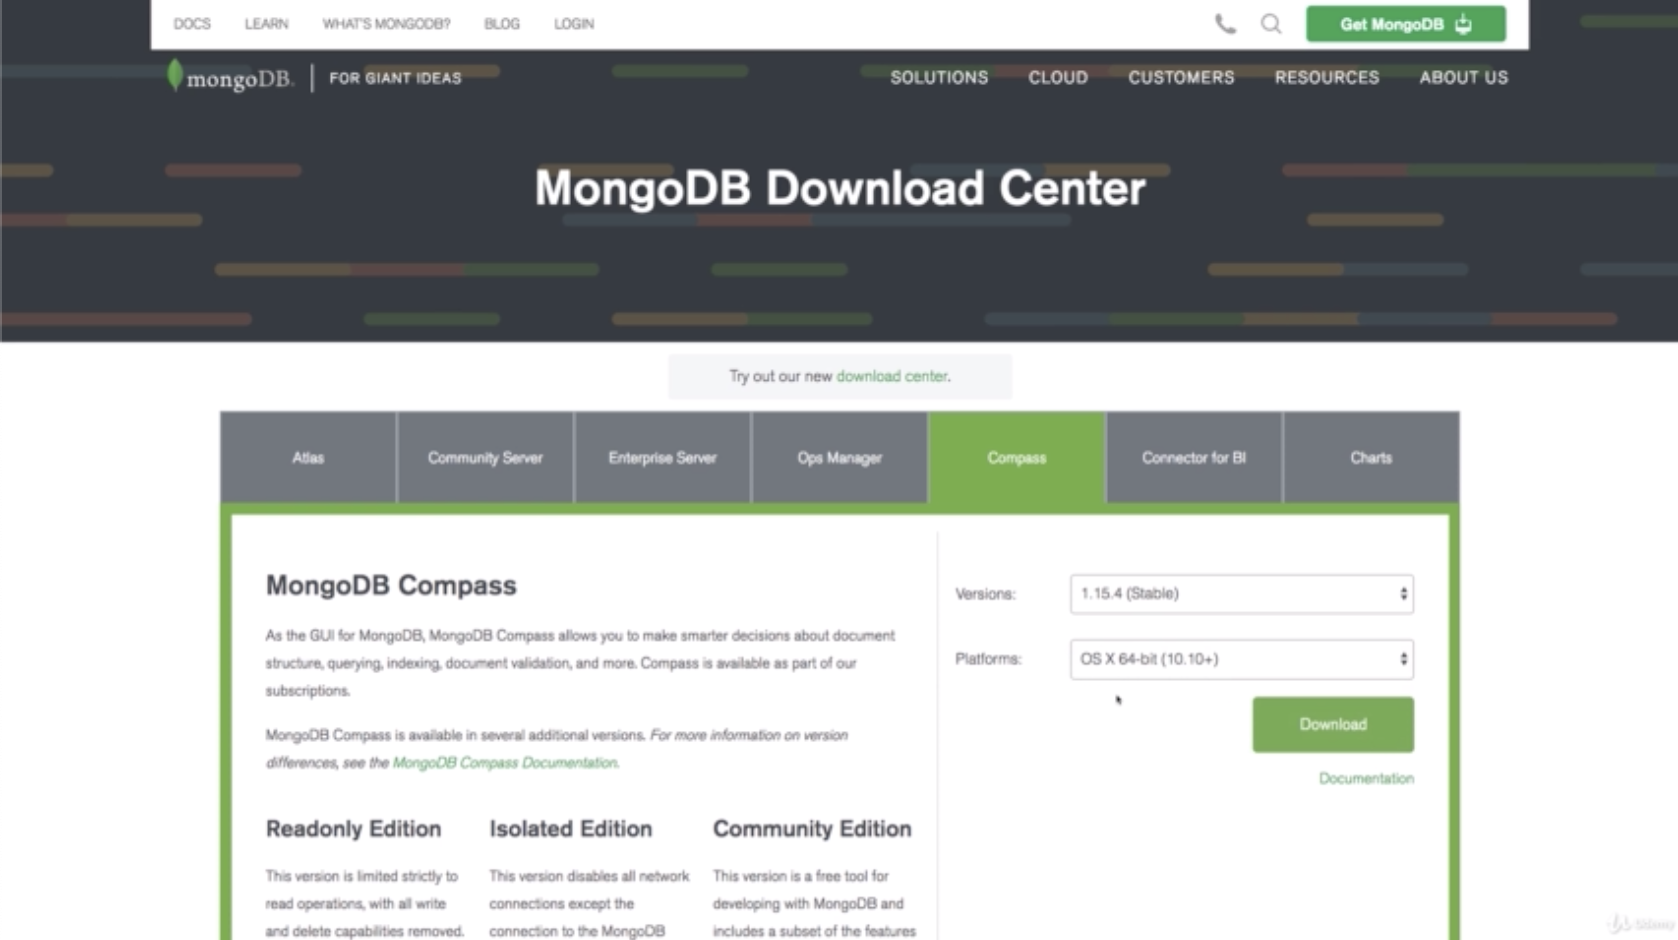 DOCS LEARN WHAT'S MONGODB? BLOG LOGIN Get MongoDB
mongoDB. FOR GIANT IDEAS SOLUTIONS CLOUD CUSTOMERS RESOURCES ABOUT US
MongoDB Download Center
Try out our new download center.
Atlas Community Server Enterprise Server Ops Manager Compass Connector for BI Charts
MongoDB Compass
As the GUI for MongoDB, MongoDB Compass allows you to make smarter decisions about document
structure, querying, indexing, document validation, and more. Compass is available as part of our
subscriptions.
MongoDB Compass is available in several additional versions. For more information on version
differences, see the MongoDB Compass Documentation.
Readonly Edition
This version is limited strictly to
read operations, with all write
and delete capabilities removed.
Isolated Edition
This version disables all network
connections except the
connection to the MongoDB
Community Edition
This version is a free tool for
developing with MongoDB and
includes a subset of the features
Versions: 1.15.4 (Stable)
Platforms: OS X 64-bit (10.10+)
Download
Documentation
Udemy